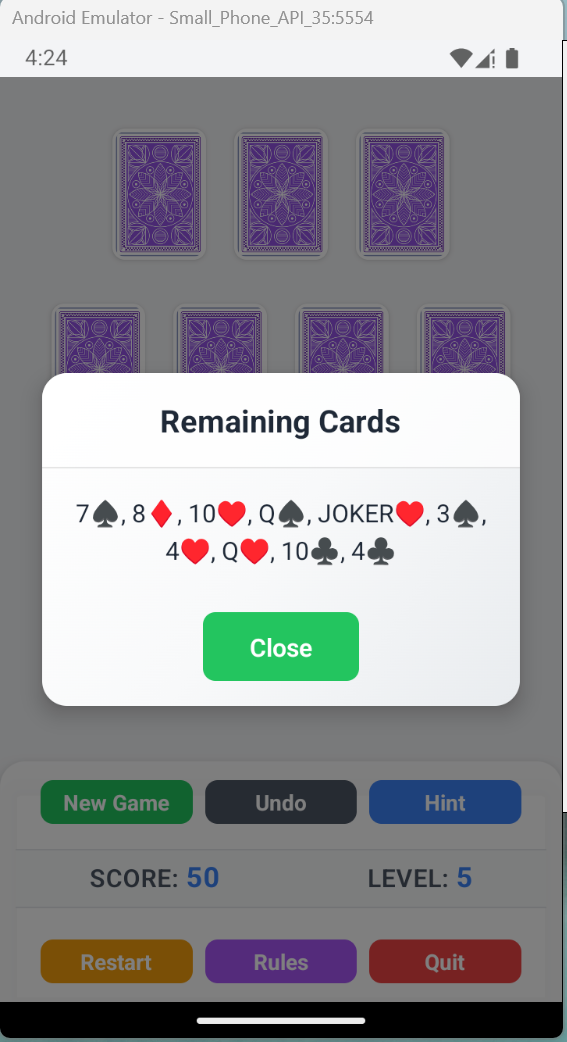 Android Emulator - Small_Phone_API_35:5554
4:24
Remaining Cards
7♠, 8♦, 10♥, Q♠, JOKER♥, 3♠,
4♥, Q♥, 10♣, 4♣
Close
New Game Undo Hint
SCORE: 50 LEVEL: 5
Restart Rules Quit